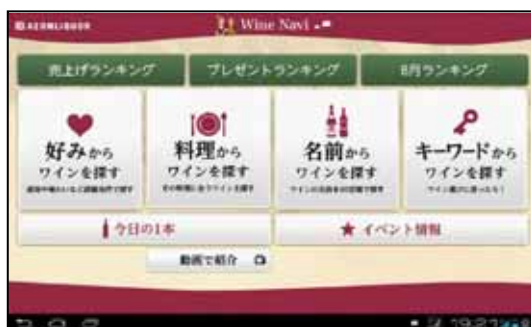 ÆONLIQUOR
Wine Navi
売上げランキング プレゼントランキング 8月ランキング
好みから
ワインを探す
料理から
ワインを探す
名前から
ワインを探す
キーワードから
ワインを探す
今日の1本
イベント情報
動画で紹介
19:27